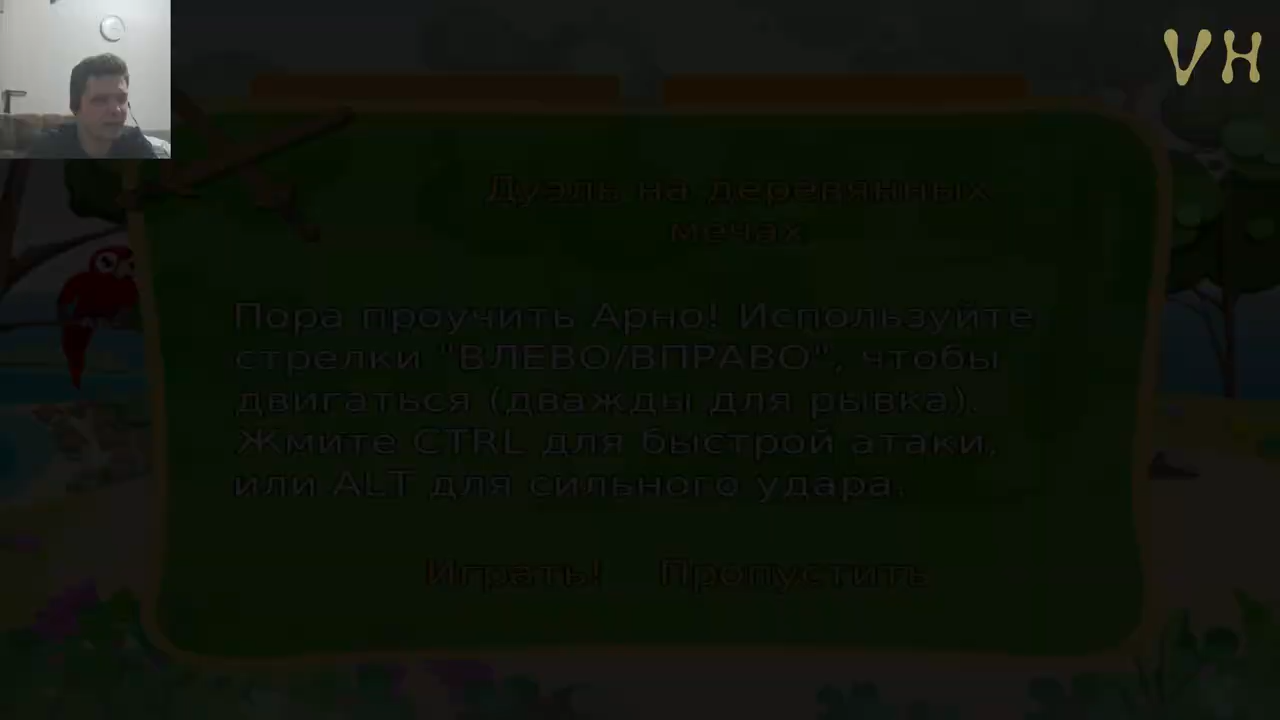 VH
Дуэль на деревянных
мечах
Пора проучить Арно! Используйте
стрелки "ВЛЕВО/ВПРАВО", чтобы
двигаться (дважды для рывка).
Жмите CTRL для быстрой атаки,
или ALT для сильного удара.
Играть! Пропустить